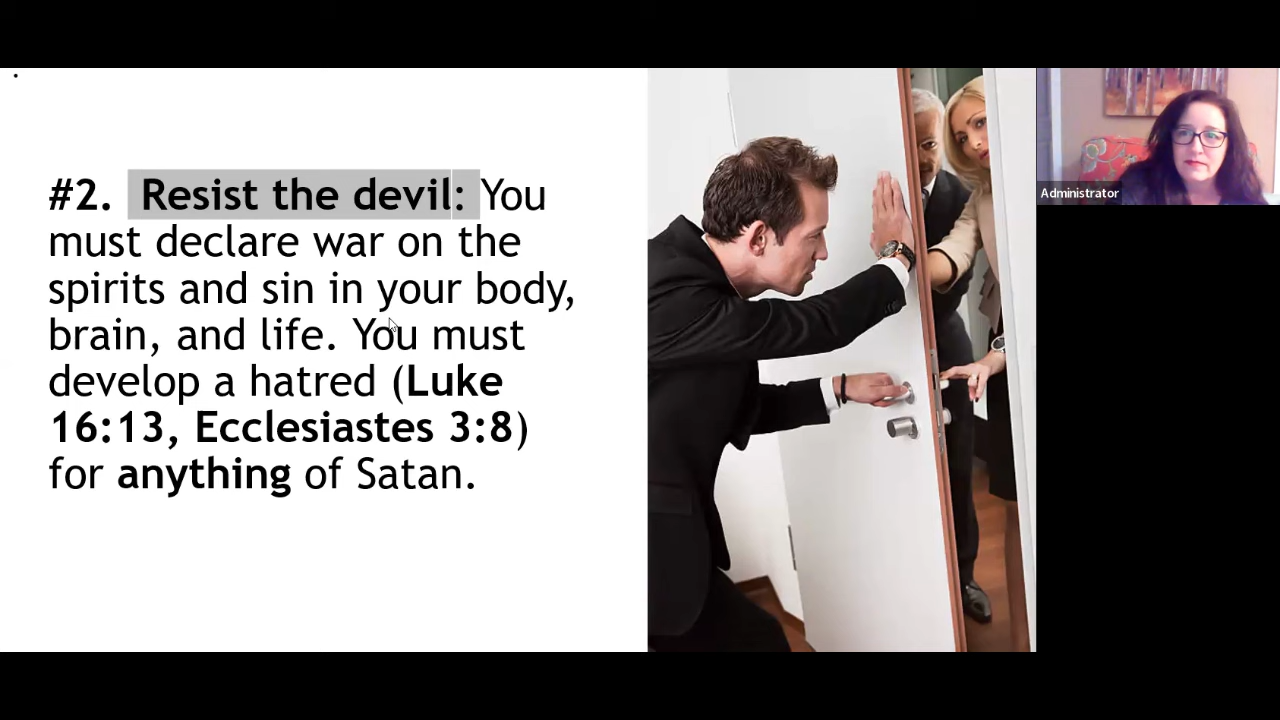 #2. Resist the devil: You
must declare war on the
spirits and sin in your body,
brain, and life. You must
develop a hatred (Luke
16:13, Ecclesiastes 3:8)
for anything of Satan.
Administrator